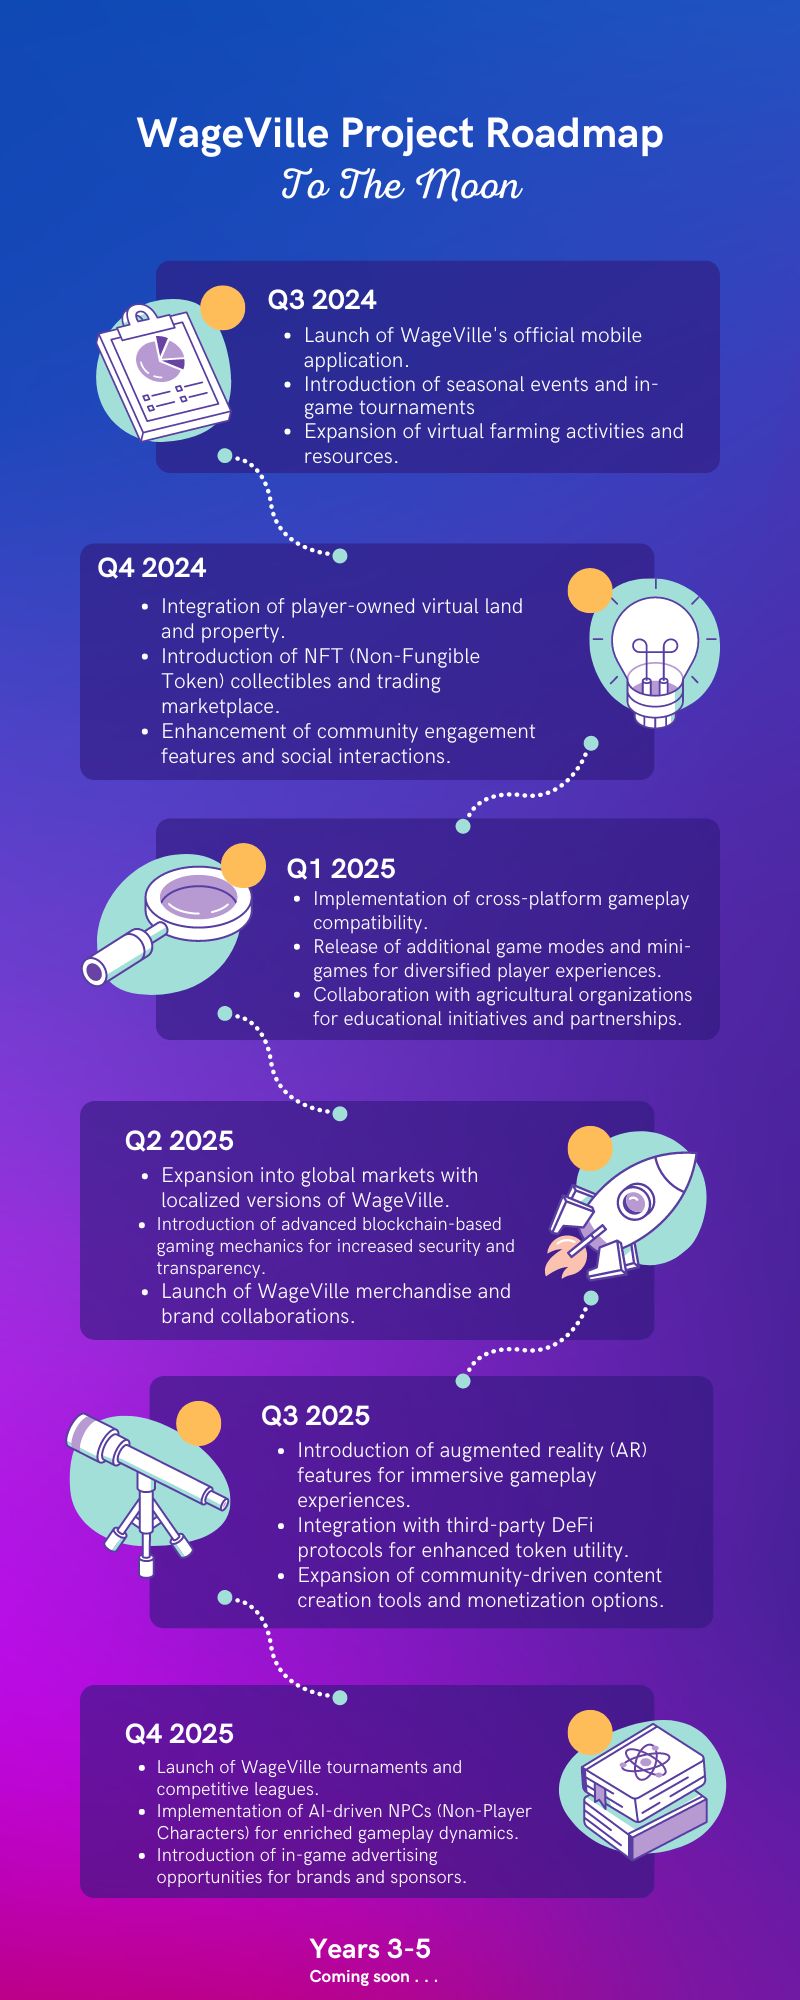 WageVille Project Roadmap
To The Moon
Q3 2024
• Launch of WageVille's official mobile
application.
• Introduction of seasonal events and in-
game tournaments
• Expansion of virtual farming activities and
resources.
Q4 2024
• Integration of player-owned virtual land
and property.
• Introduction of NFT (Non-Fungible
Token) collectibles and trading
marketplace.
• Enhancement of community engagement
features and social interactions.
Q1 2025
• Implementation of cross-platform gameplay
compatibility.
• Release of additional game modes and mini-
games for diversified player experiences.
• Collaboration with agricultural organizations
for educational initiatives and partnerships.
Q2 2025
• Expansion into global markets with
localized versions of WageVille.
• Introduction of advanced blockchain-based
gaming mechanics for increased security and
transparency.
• Launch of WageVille merchandise and
brand collaborations.
Q3 2025
• Introduction of augmented reality (AR)
features for immersive gameplay
experiences.
• Integration with third-party DeFi
protocols for enhanced token utility.
• Expansion of community-driven content
creation tools and monetization options.
Q4 2025
• Launch of WageVille tournaments and
competitive leagues.
• Implementation of AI-driven NPCs (Non-Player
Characters) for enriched gameplay dynamics.
• Introduction of in-game advertising
opportunities for brands and sponsors.
Years 3-5
Coming soon . . .